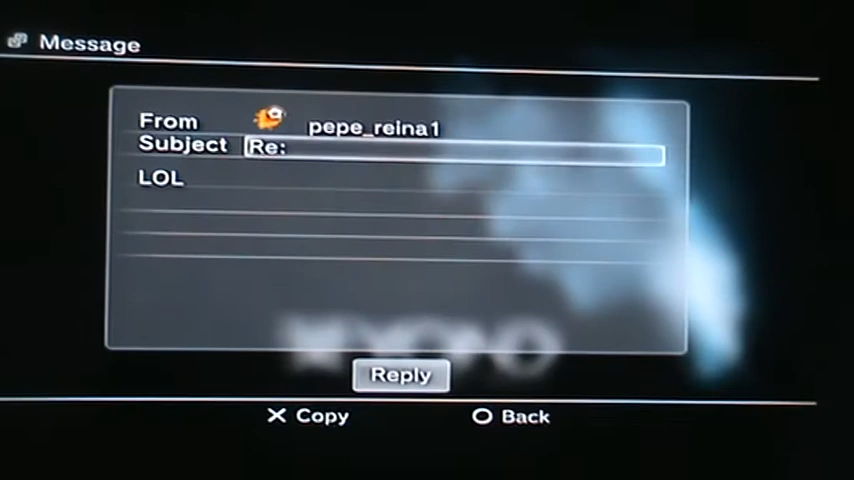 Message
From pepe_reina1
Subject Re:
LOL
Reply
Copy Back